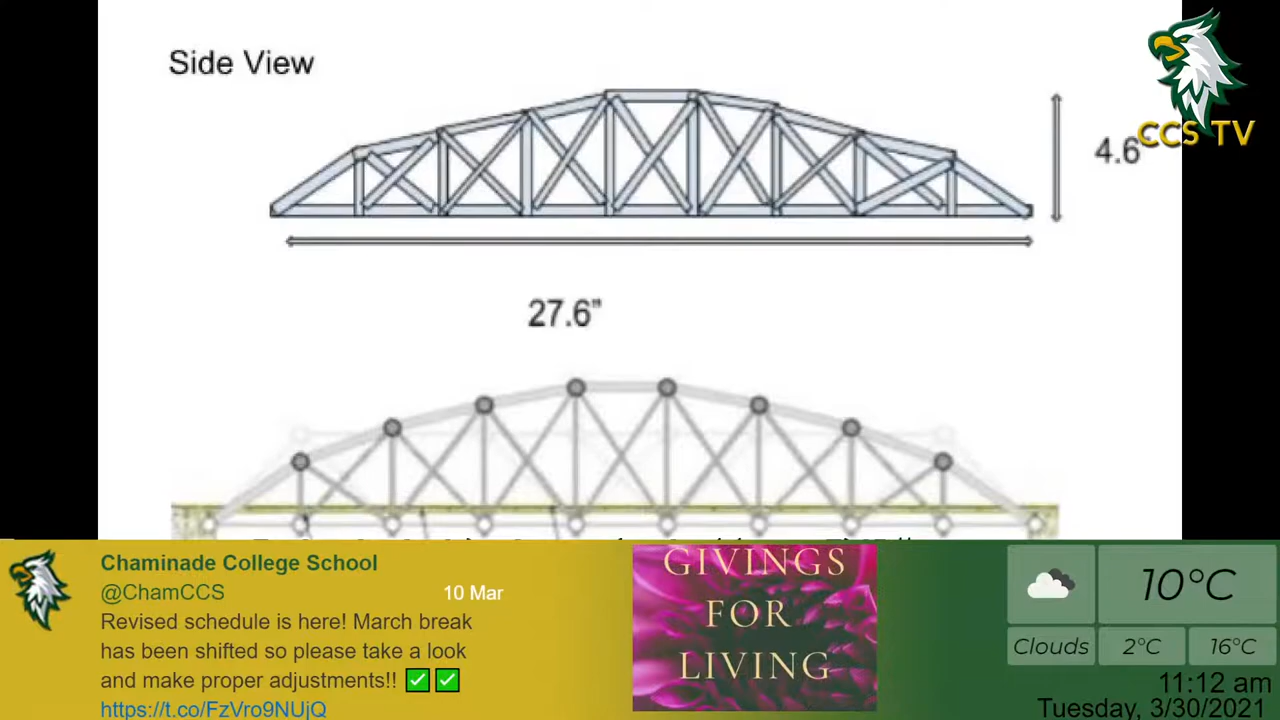 Side View
CCS TV
4.6
27.6”
Chaminade College School
@ChamCCS
10 Mar
Revised schedule is here! March break
has been shifted so please take a look
and make proper adjustments!! ✅ ✅
https://t.co/FzVro9NUjQ
GIVINGS
FOR
LIVING
10°C
Clouds
2°C
16°C
11:12 am
Tuesday, 3/30/2021